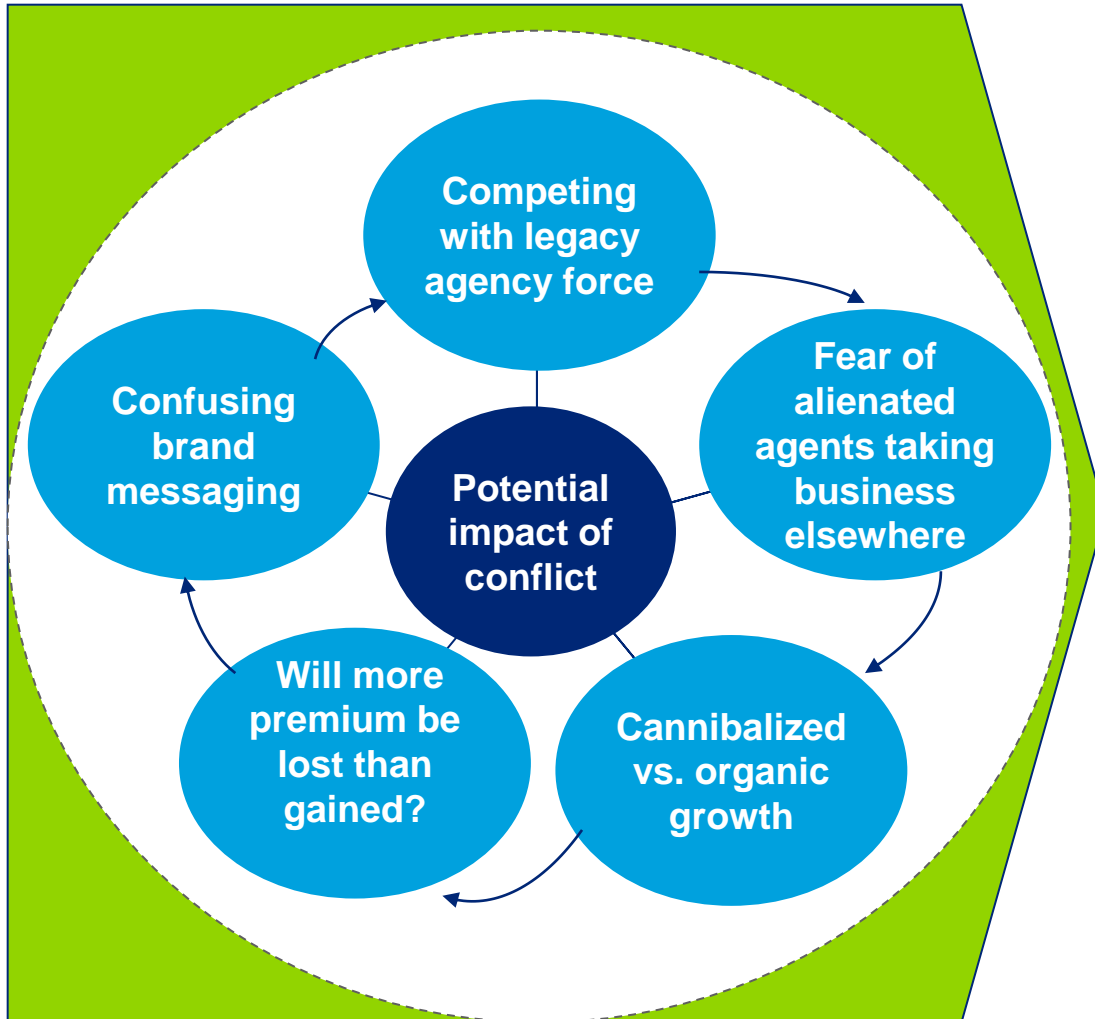 Competing
with legacy
agency force
Fear of
alienated
agents taking
business
elsewhere
Confusing
brand
messaging
Potential
impact of
conflict
Will more
premium be
lost than
gained?
Cannibalized
vs. organic
growth